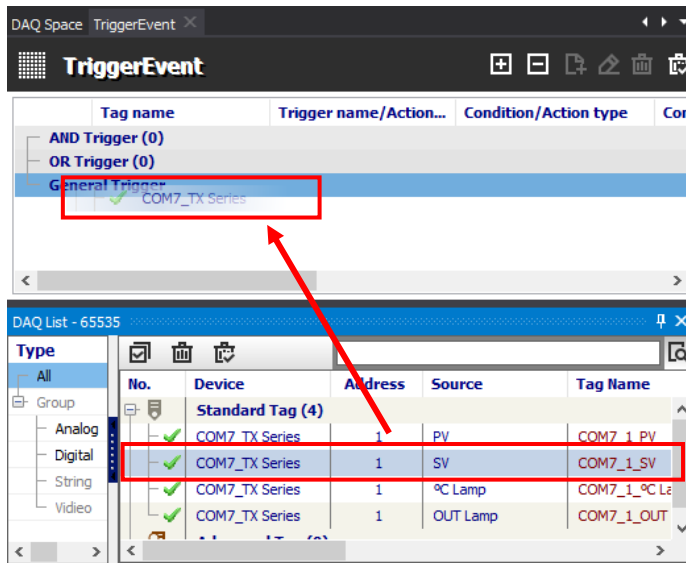 DAQ Space TriggerEvent
TriggerEvent
Tag name Trigger name/Action... Condition/Action type
AND Trigger (0)
OR Trigger (0)
General Trigger
COM7_TX Series
DAQ List - 65535
Type
All
Group
Analog
Digital
String
Video
No. Device Address Source Tag Name
Standard Tag (4)
COM7_TX Series 1 PV COM7_1_PV
COM7_TX Series 1 SV COM7_1_SV
COM7_TX Series 1 ºC Lamp COM7_1_ºC La
COM7_TX Series 1 OUT Lamp COM7_1_OUT